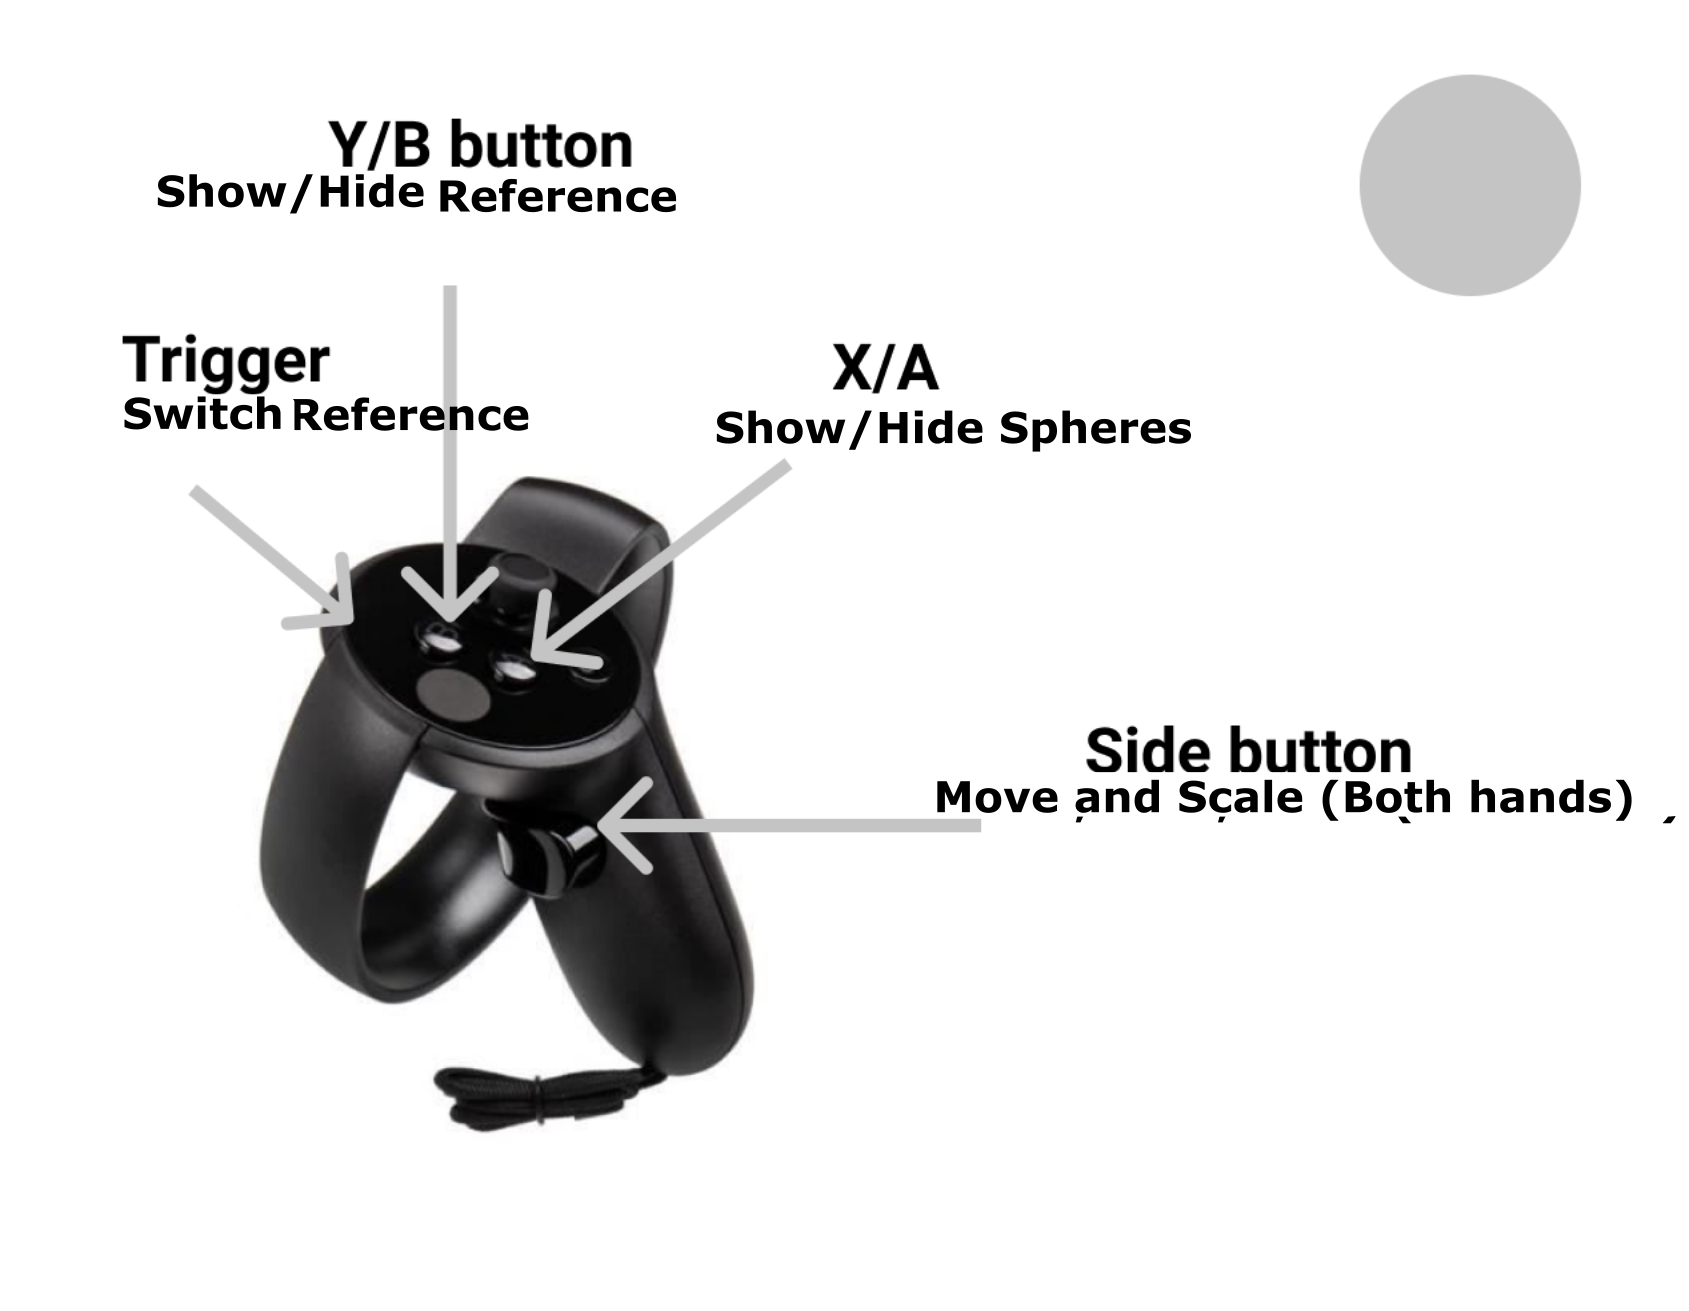 Y/B button
Show/Hide Reference
Trigger
Switch Reference
X/A
Show/Hide Spheres
Side button
Move and Scale (Both hands)